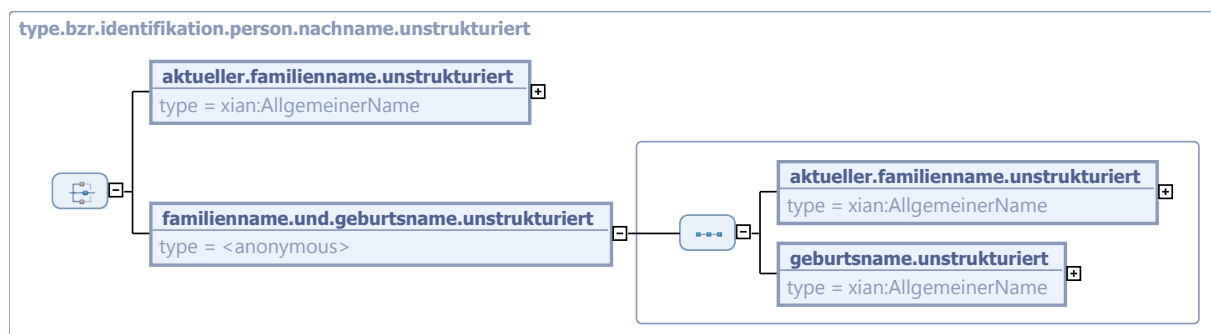 type.bzr.identifikation.person.nachname.unstrukturiert
aktueller.familienname.unstrukturiert
type = xian:AllgemeinerName
familienname.und.geburtsname.unstrukturiert
type = <anonymous>
aktueller.familienname.unstrukturiert
type = xian:AllgemeinerName
geburtsname.unstrukturiert
type = xian:AllgemeinerName